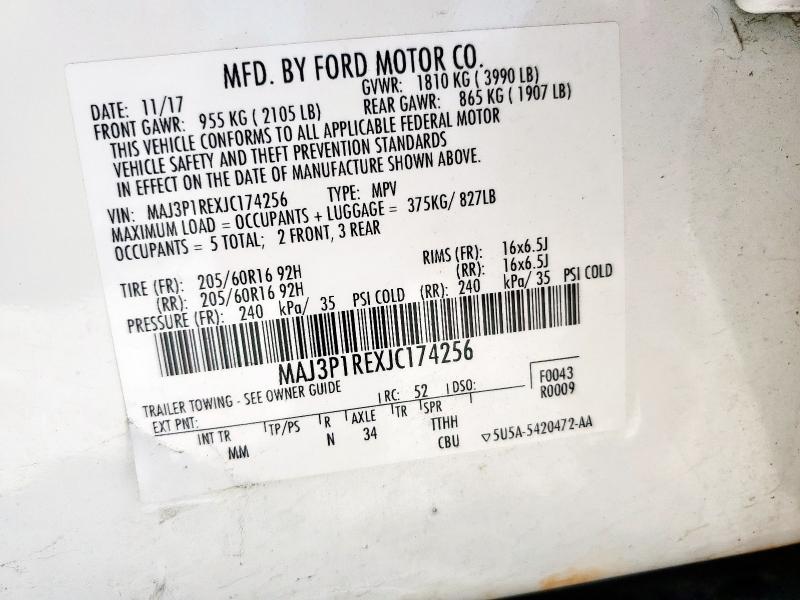 MFD. BY FORD MOTOR CO.
DATE: 11/17 GVWR: 1810 KG ( 3990 LB)
FRONT GAWR: 955 KG ( 2105 LB) REAR GAWR: 865 KG ( 1907 LB)
THIS VEHICLE CONFORMS TO ALL APPLICABLE FEDERAL MOTOR
VEHICLE SAFETY AND THEFT PREVENTION STANDARDS
IN EFFECT ON THE DATE OF MANUFACTURE SHOWN ABOVE.
VIN: MAJ3P1REXJC174256 TYPE: MPV
MAXIMUM LOAD = OCCUPANTS + LUGGAGE = 375KG/ 827LB
OCCUPANTS = 5 TOTAL; 2 FRONT, 3 REAR
TIRE (FR): 205/60R16 92H RIMS (FR): 16x6.5J
(RR): 205/60R16 92H (RR): 16x6.5J
PRESSURE (FR): 240 kPa/ 35 PSI COLD (RR): 240 kPa/ 35 PSI COLD
MAJ3P1REXJC174256
TRAILER TOWING - SEE OWNER GUIDE
EXT PNT: RC: 52 DSO: F0043
R0009
INT TR TP/PS R AXLE TR SPR
MM N 34 TTHH
CBU ▽5U5A-5420472-AA